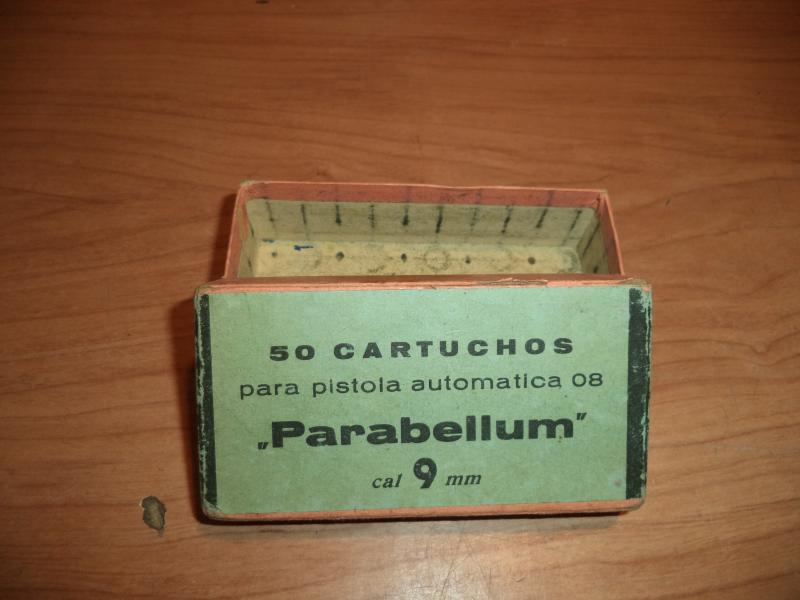 50 CARTUCHOS
para pistola automatica 08
„Parabellum”
cal 9 mm